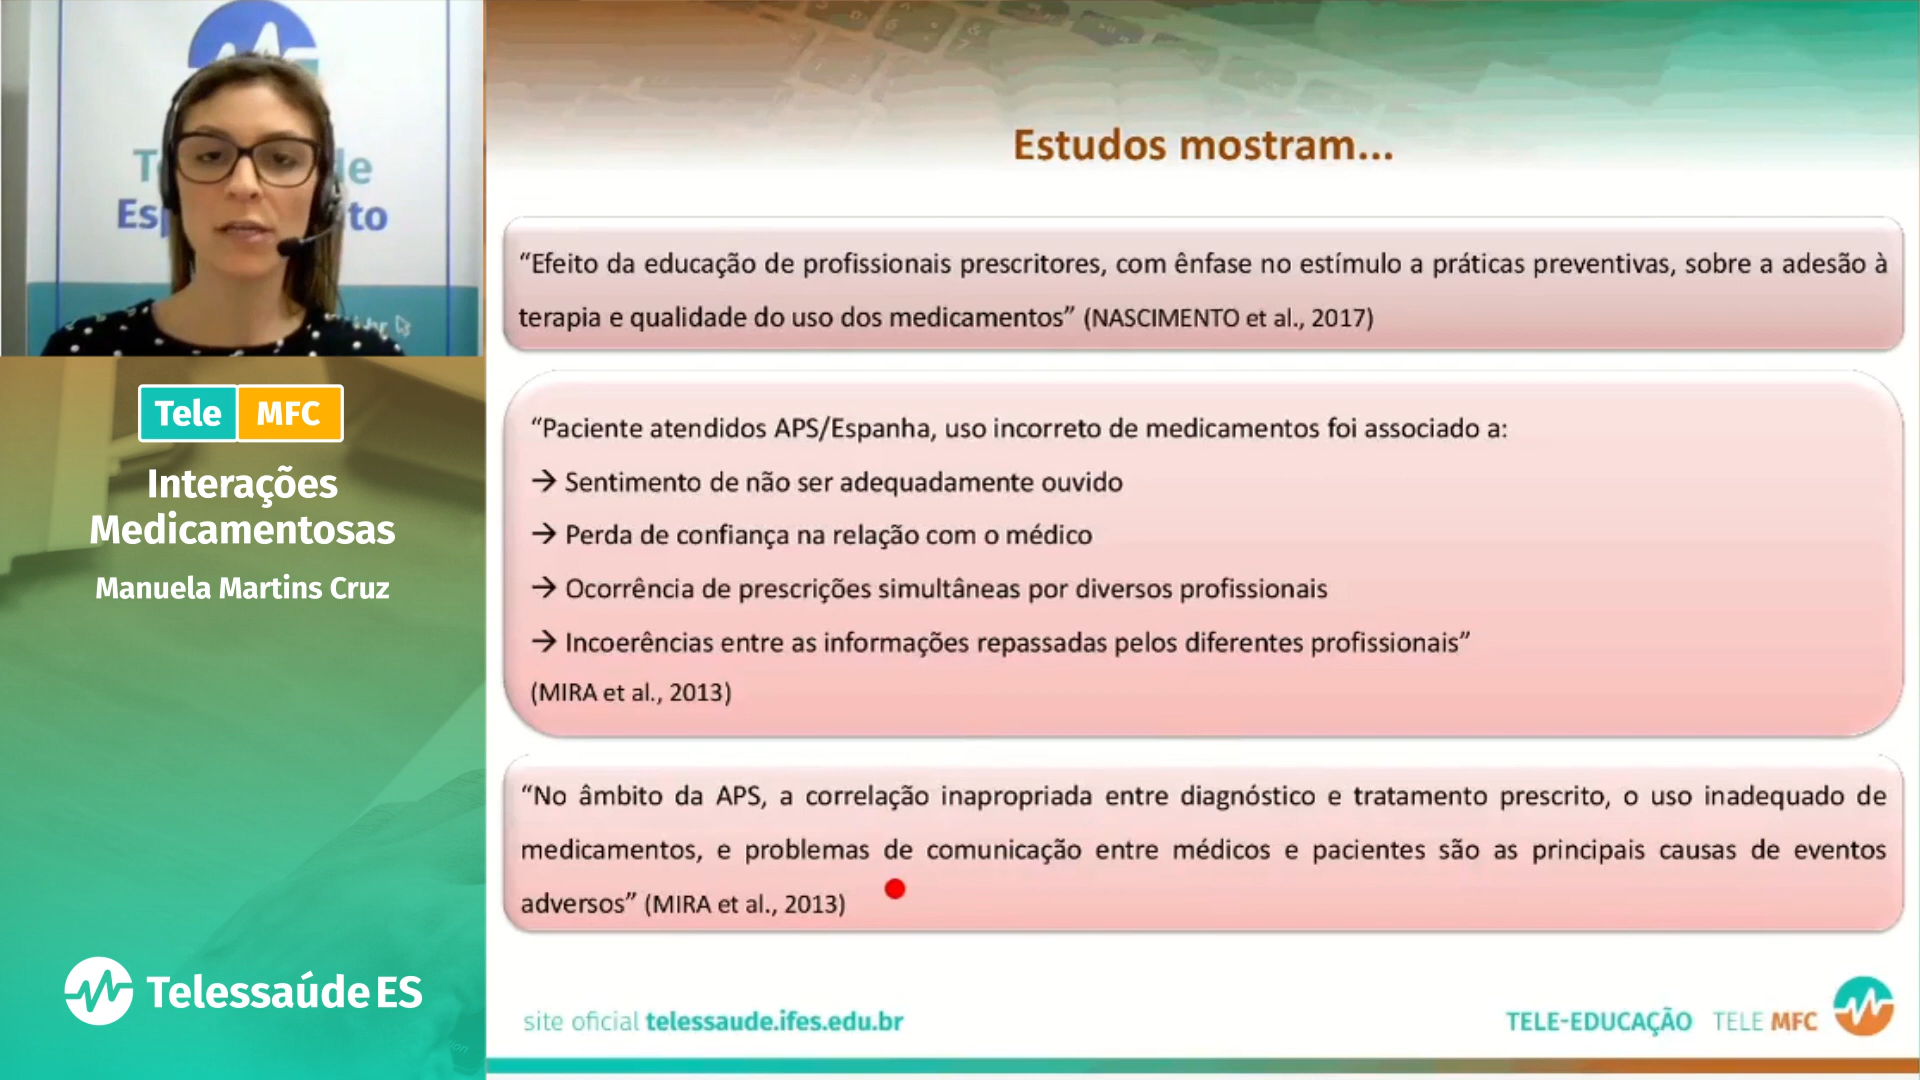 Tele MFC
Interações
Medicamentosas
Manuela Martins Cruz
Telessaúde ES
Estudos mostram...
“Efeito da educação de profissionais prescritores, com ênfase no estímulo a práticas preventivas, sobre a adesão à
terapia e qualidade do uso dos medicamentos” (NASCIMENTO et al., 2017)
“Paciente atendidos APS/Espanha, uso incorreto de medicamentos foi associado a:
→ Sentimento de não ser adequadamente ouvido
→ Perda de confiança na relação com o médico
→ Ocorrência de prescrições simultâneas por diversos profissionais
→ Incoerências entre as informações repassadas pelos diferentes profissionais”
(MIRA et al., 2013)
“No âmbito da APS, a correlação inapropriada entre diagnóstico e tratamento prescrito, o uso inadequado de
medicamentos, e problemas de comunicação entre médicos e pacientes são as principais causas de eventos
adversos” (MIRA et al., 2013)
site oficial telessaude.ifes.edu.br
TELE-EDUCAÇÃO TELE MFC